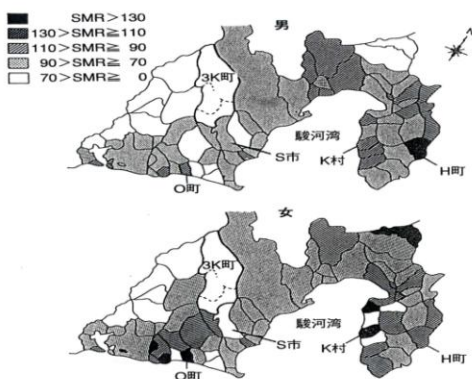 SMR>130
130>SMR≧110
110>SMR≧ 90
90>SMR≧ 70
70>SMR≧ 0
男
N
3K町
駿河湾
S市
K村
O町
H町
女
3K町
駿河湾
S市
K村
O町
H町